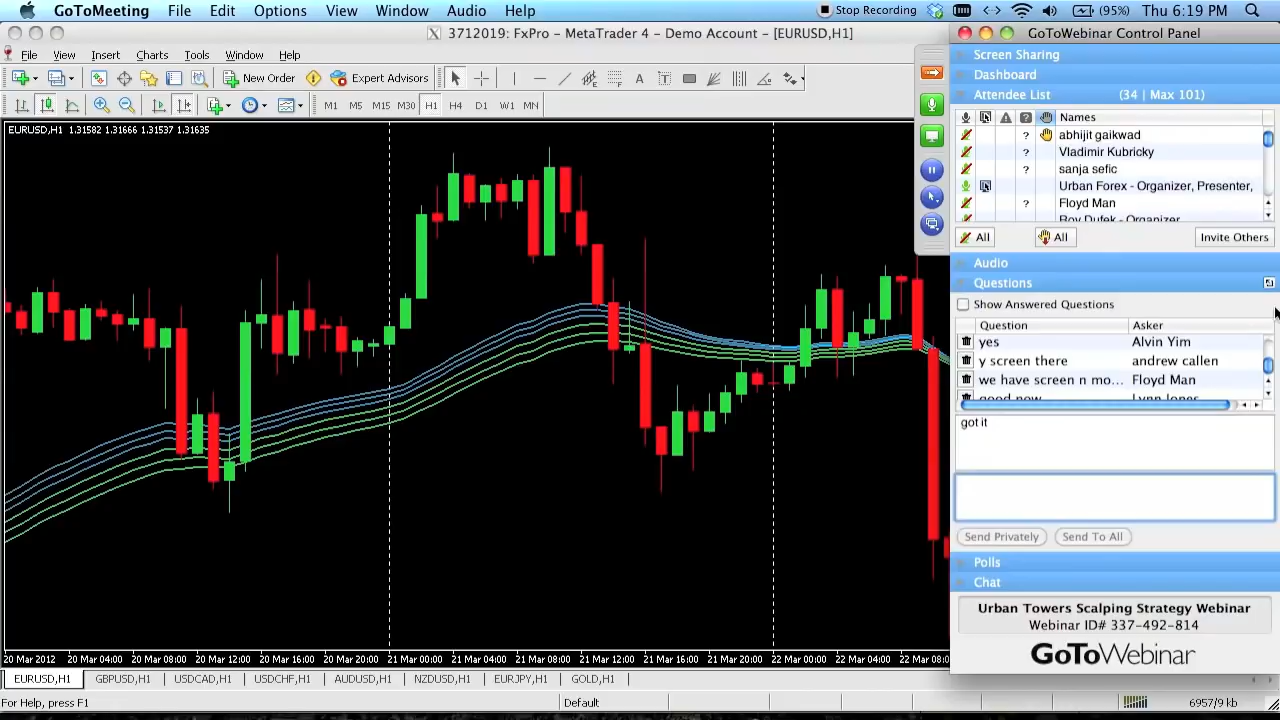 GoToMeeting File Edit Options View Window Audio Help Stop Recording (95%) Thu 6:19 PM
3712019: FxPro - MetaTrader 4 - Demo Account - [EURUSD,H1]
File View Insert Charts Tools Help
New Order Expert Advisors
M1 M5 M15 M30 H1 H4 D1 W1 MN
EURUSD,H1 1.31582 1.31666 1.31537 1.31635
20 Mar 2012 20 Mar 04:00 20 Mar 08:00 20 Mar 12:00 20 Mar 16:00 20 Mar 20:00 21 Mar 00:00 21 Mar 04:00 21 Mar 08:00 21 Mar 12:00 21 Mar 16:00 21 Mar 20:00 22 Mar 00:00 22 Mar 04:00 22 Mar 08:0
EURUSD,H1 GBPUSD,H1 USDCAD,H1 USDCHF,H1 AUDUSD,H1 NZDUSD,H1 EURJPY,H1 GOLD,H1
For Help, press F1 Default 6957/9 kb
GoToWebinar Control Panel
Screen Sharing
Dashboard
Attendee List (34 | Max 101)
Names
abhijit gaikwad
Vladimir Kubricky
sanja sefic
Urban Forex - Organizer, Presenter,
Floyd Man
Roy Dufek - Organizer
All All Invite Others
Audio
Questions
Show Answered Questions
Question Asker
yes Alvin Yim
y screen there andrew callen
we have screen n mo... Floyd Man
good now
got it
Send Privately Send To All
Polls
Chat
Urban Towers Scalping Strategy Webinar
Webinar ID# 337-492-814
GoToWebinar